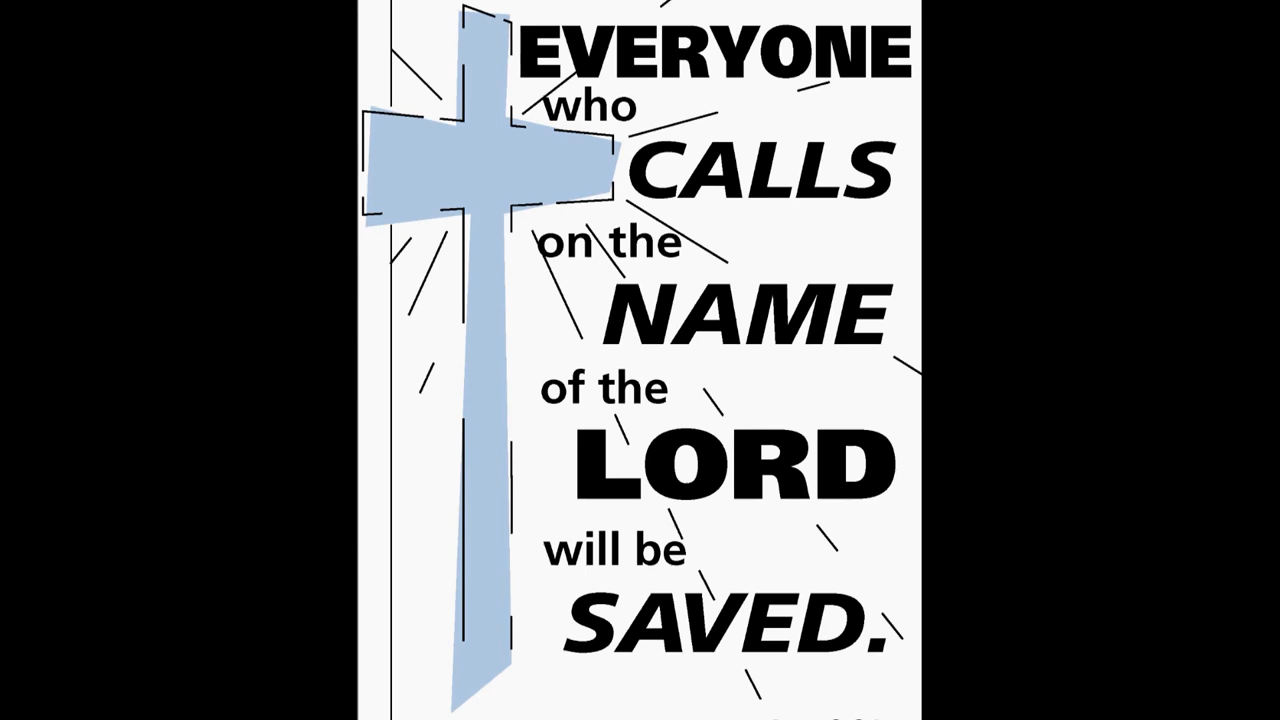 EVERYONE
who
CALLS
on the
NAME
of the
LORD
will be
SAVED.